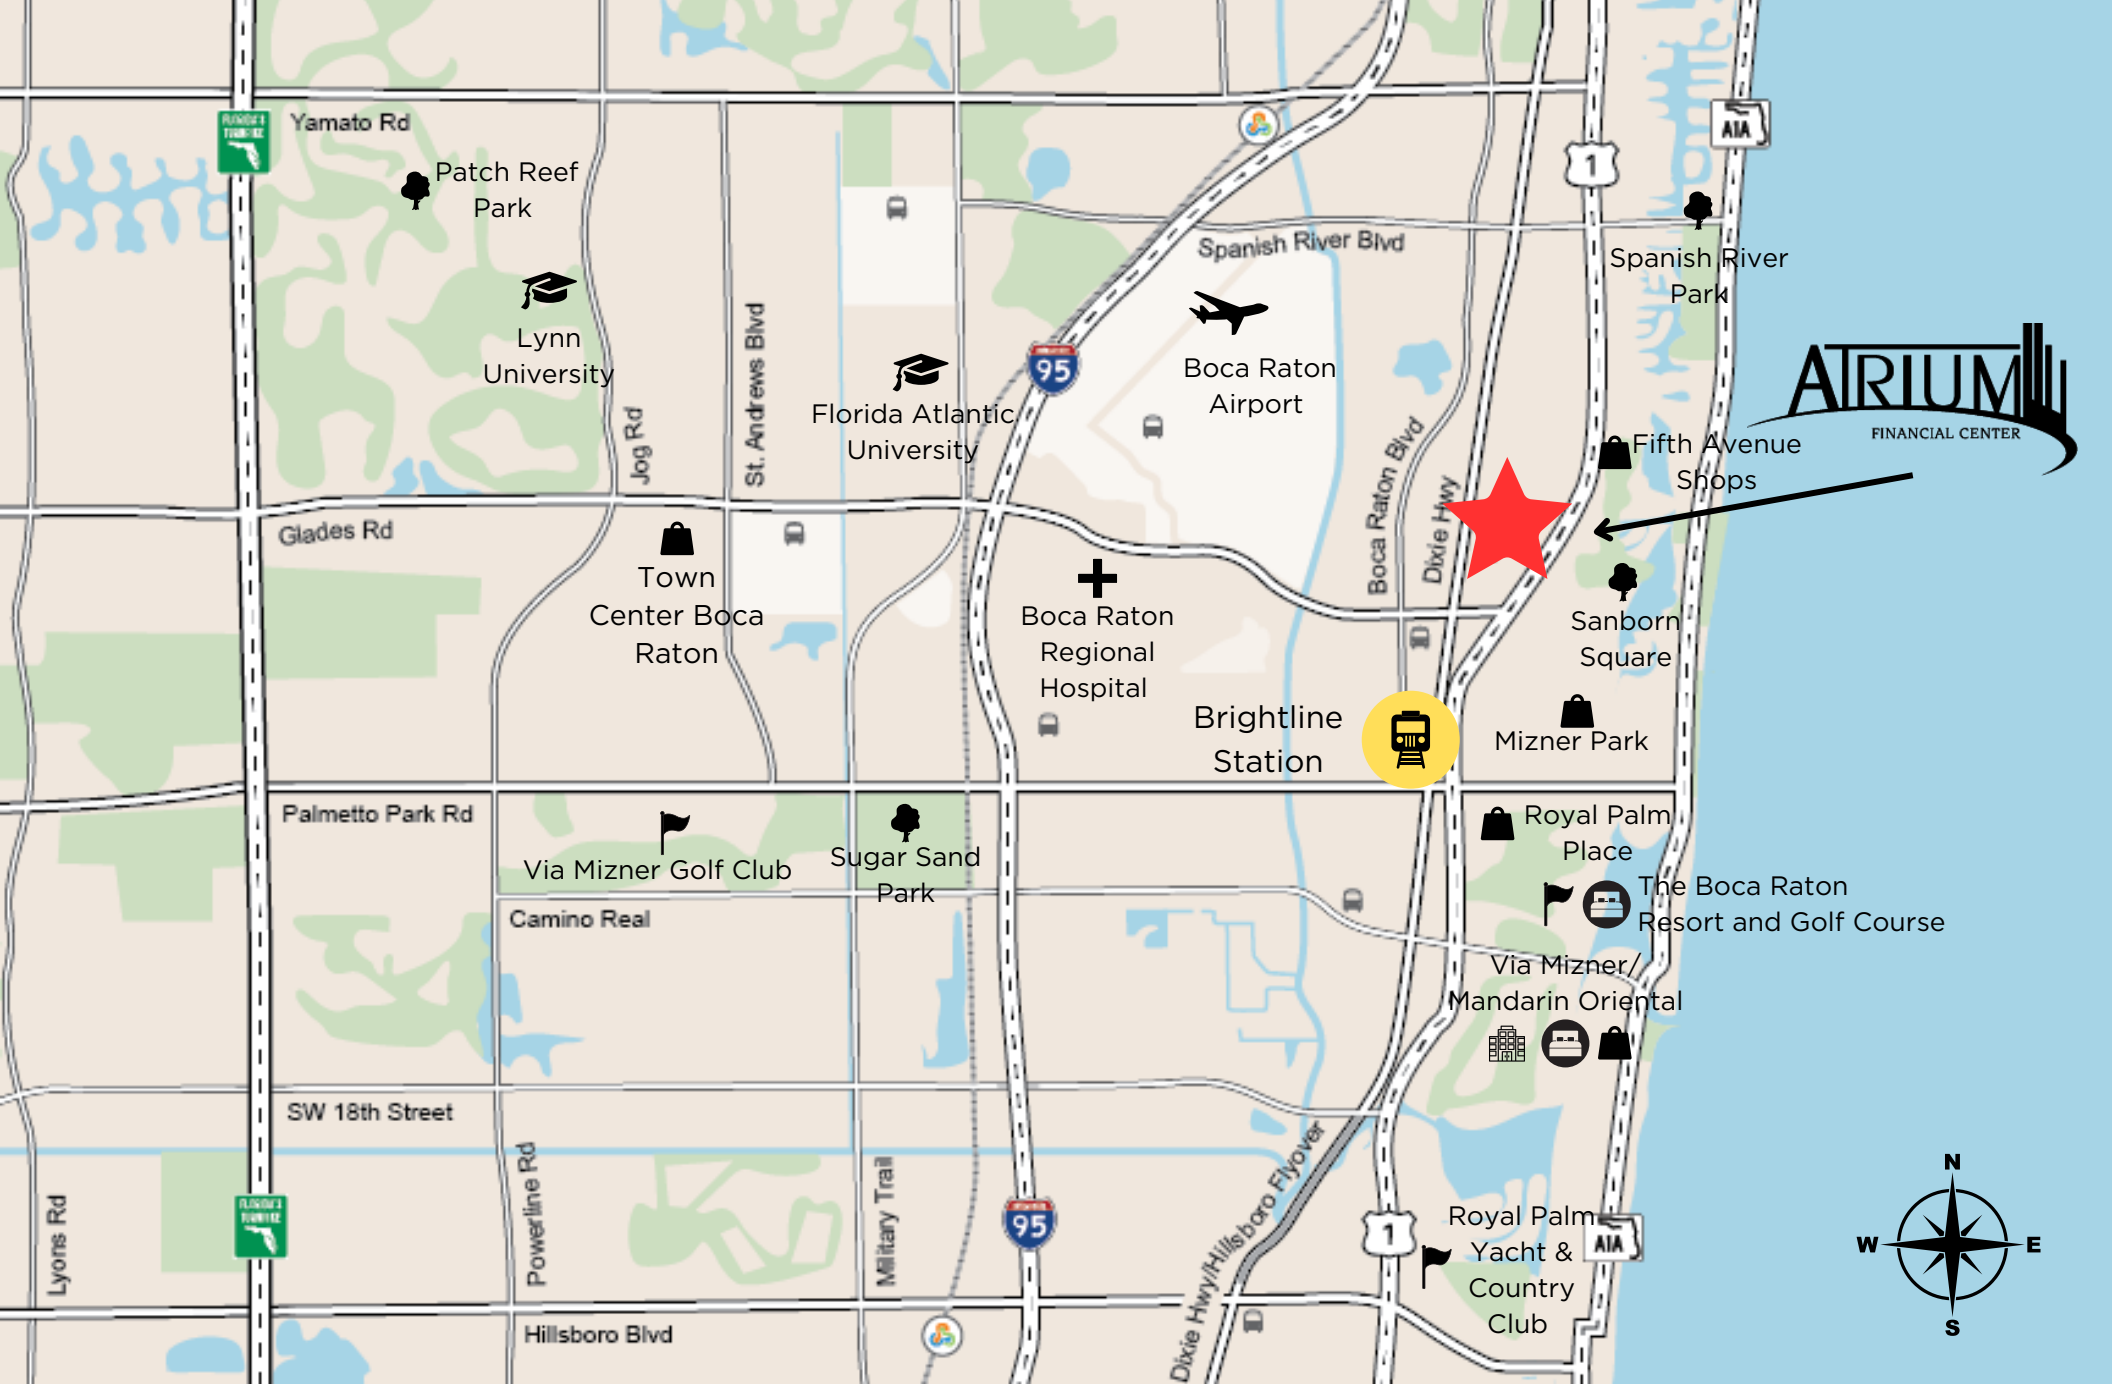 Yamato Rd
FLORIDA'S
TURNPIKE
A1A
1
Patch Reef
Park
Spanish River Blvd
Spanish River
Park
Lynn
University
St. Andrews Blvd
Jog Rd
Florida Atlantic
University
95
Boca Raton
Airport
ATRIUM
FINANCIAL CENTER
Fifth Avenue
Shops
Boca Raton Blvd
Dixie Hwy
Glades Rd
Town
Center Boca
Raton
Boca Raton
Regional
Hospital
Sanborn
Square
Brightline
Station
Mizner Park
Palmetto Park Rd
Via Mizner Golf Club
Sugar Sand
Park
Royal Palm
Place
The Boca Raton
Resort and Golf Course
Camino Real
Via Mizner/
Mandarin Oriental
SW 18th Street
Lyons Rd
FLORIDA'S
TURNPIKE
Powerline Rd
Military Trail
95
Dixie Hwy/Hillsboro Flyover
1
Royal Palm
Yacht &
Country
Club
A1A
N
W
E
S
Hillsboro Blvd